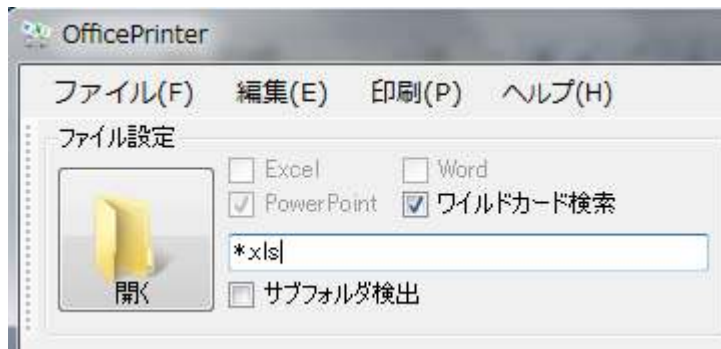 OfficePrinter
ファイル(F) 編集(E) 印刷(P) ヘルプ(H)
ファイル設定
Excel Word
PowerPoint ワイルドカード検索
*.xls
開く サブフォルダ検出